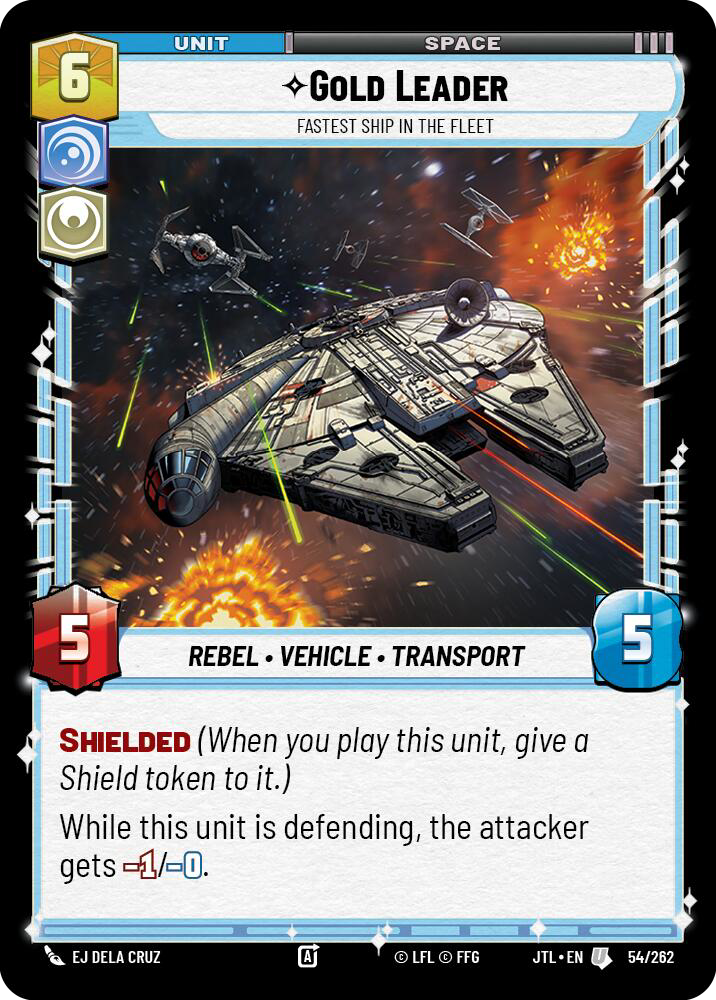 UNIT
SPACE
6
✧GOLD LEADER
FASTEST SHIP IN THE FLEET
5
REBEL • VEHICLE • TRANSPORT
5
SHIELDED (When you play this unit, give a
Shield token to it.)
While this unit is defending, the attacker
gets -1/-0.
EJ DELA CRUZ
A
© LFL © FFG
JTL • EN
U
54/262